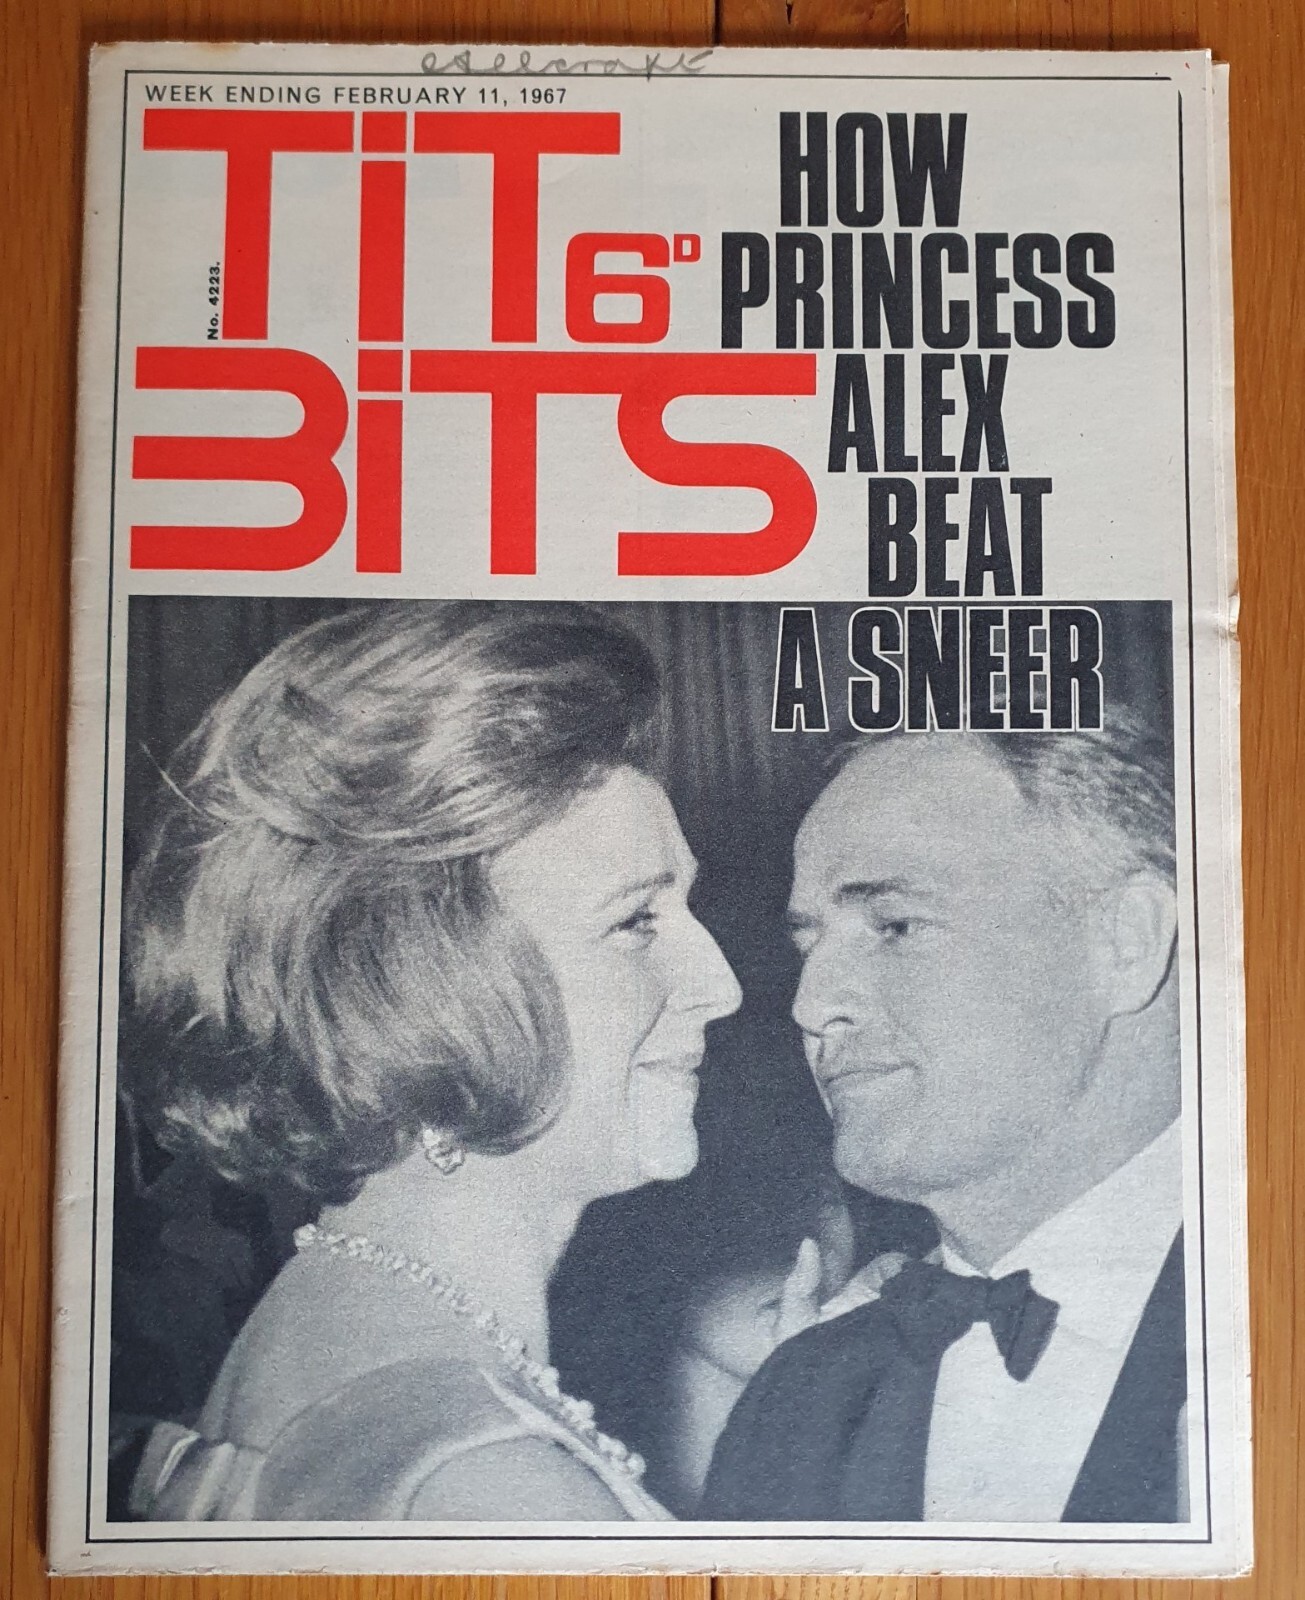 WEEK ENDING FEBRUARY 11, 1967
TiT
BiTS
6D
No. 4223.
HOW
PRINCESS
ALEX
BEAT
A SNEER